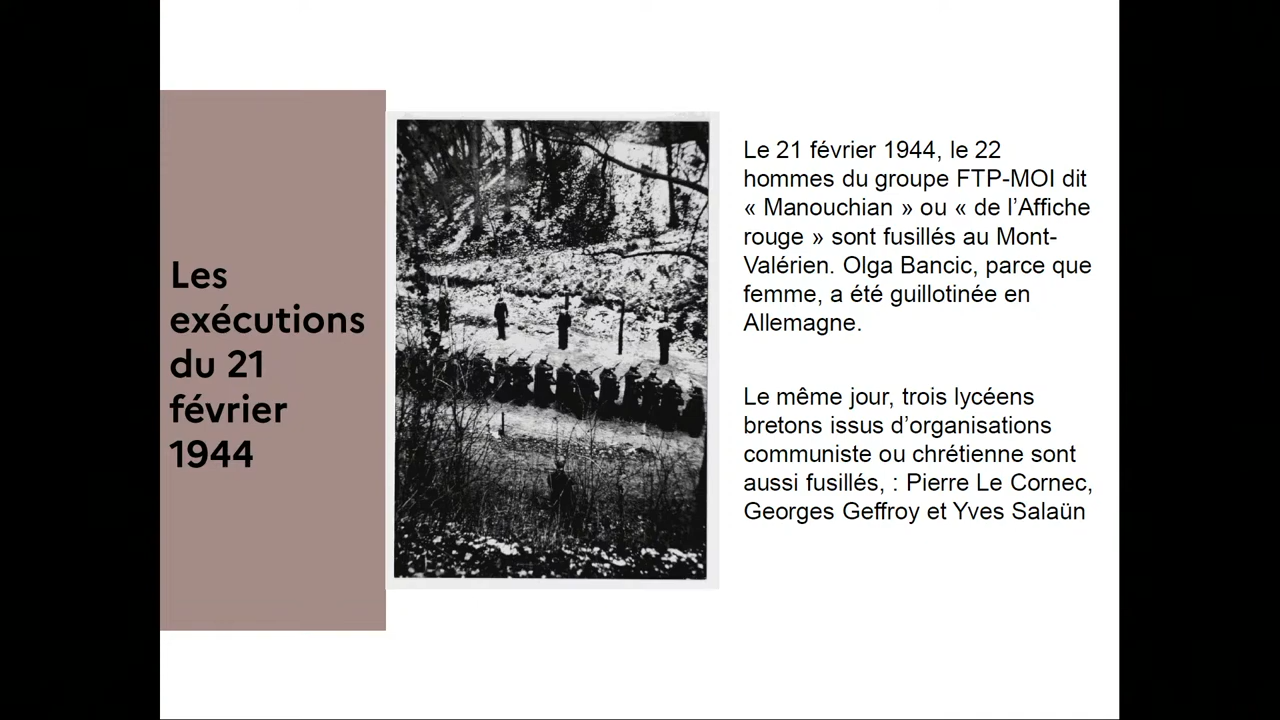 Les
exécutions
du 21
février
1944
Le 21 février 1944, le 22
hommes du groupe FTP-MOI dit
« Manouchian » ou « de l’Affiche
rouge » sont fusillés au Mont-
Valérien. Olga Bancic, parce que
femme, a été guillotinée en
Allemagne.
Le même jour, trois lycéens
bretons issus d’organisations
communiste ou chrétienne sont
aussi fusillés, : Pierre Le Cornec,
Georges Geffroy et Yves Salaün